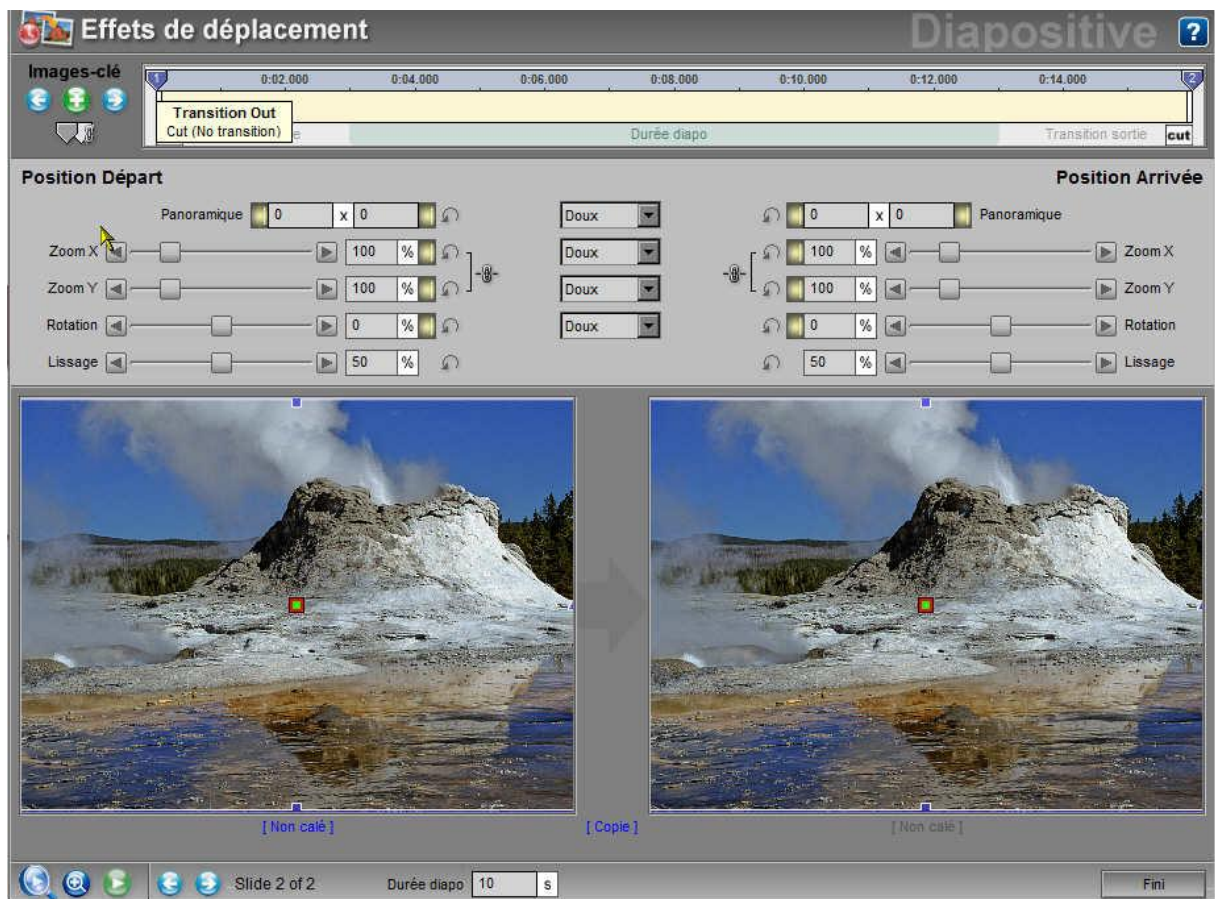 Effets de déplacement
Diapositive
?
Images-clé
1
0:02.000 0:04.000 0:06.000 0:08.000 0:10.000 0:12.000 0:14.000
2
Transition Out
Cut (No transition)
Durée diapo
Transition sortie
cut
Position Départ
Position Arrivée
Panoramique 0 x 0 Doux 0 x 0 Panoramique
Zoom X 100 % Doux 100 % Zoom X
Zoom Y 100 % Doux 100 % Zoom Y
Rotation 0 % Doux 0 % Rotation
Lissage 50 % 50 % Lissage
[ Non calé ] [ Copie ] [ Non calé ]
Slide 2 of 2 Durée diapo 10 s Fini